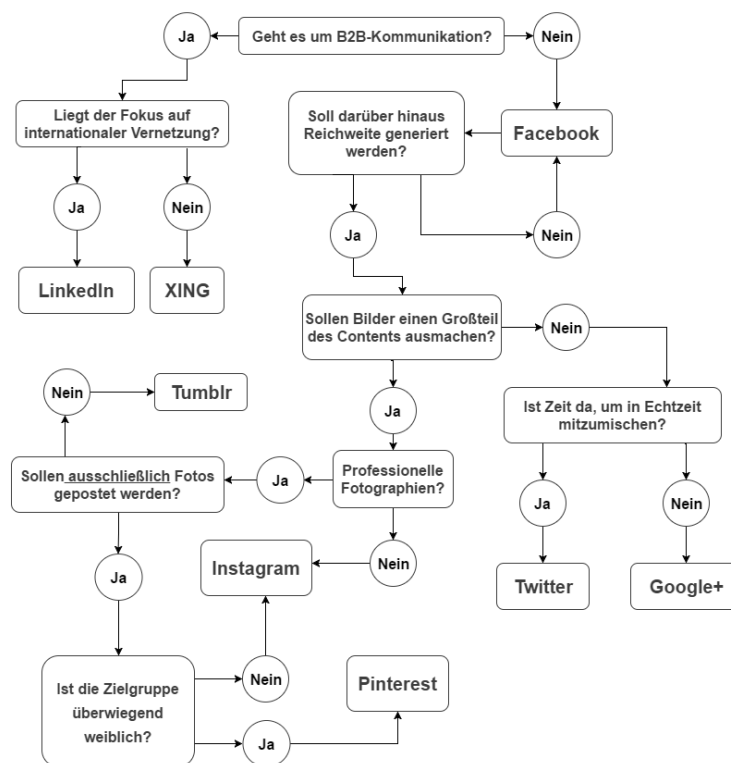 Ja
Geht es um B2B-Kommunikation?
Nein
Liegt der Fokus auf
internationaler Vernetzung?
Soll darüber hinaus
Reichweite generiert
werden?
Facebook
Ja
Nein
Ja
Nein
LinkedIn
XING
Sollen Bilder einen Großteil
des Contents ausmachen?
Nein
Nein
Tumblr
Ja
Ist Zeit da, um in Echtzeit
mitzumischen?
Sollen ausschließlich Fotos
gepostet werden?
Ja
Professionelle
Fotographien?
Ja
Nein
Ja
Instagram
Nein
Twitter
Google+
Ist die Zielgruppe
überwiegend
weiblich?
Nein
Ja
Pinterest